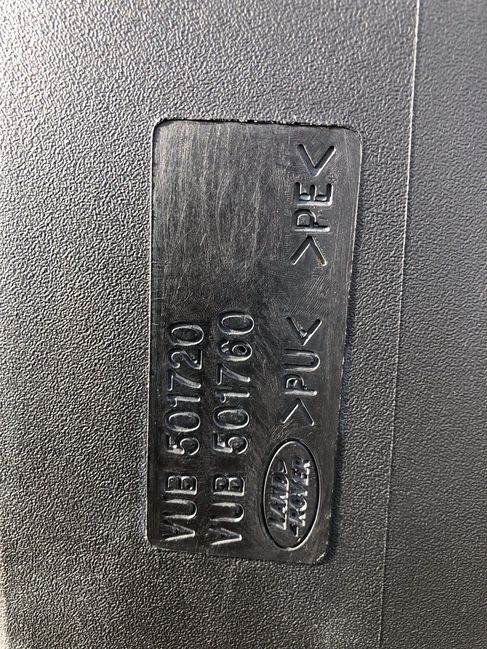 VUB 501720
VUB 501760
LAND
ROVER
>PU< >PE<